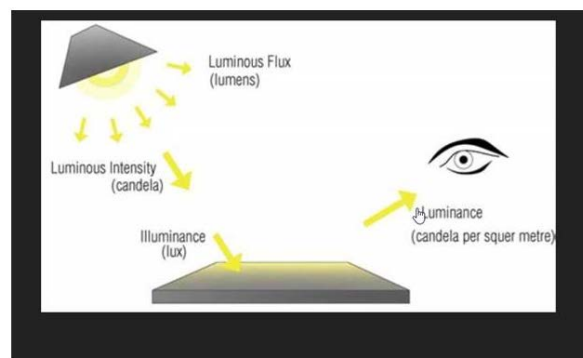 Luminous Flux
(lumens)
Luminous Intensity
(candela)
Illuminance
(lux)
Luminance
(candela per squer metre)